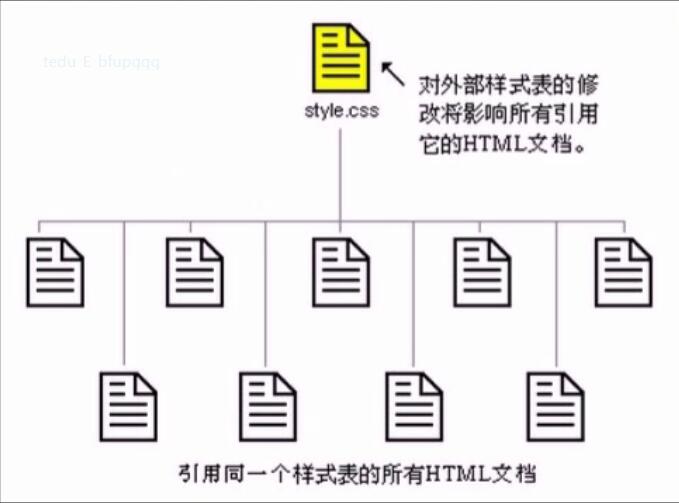 tedu E bfupqqq
style.css
对外部样式表的修
改将影响所有引用
它的HTML文档。
引用同一个样式表的所有HTML文档